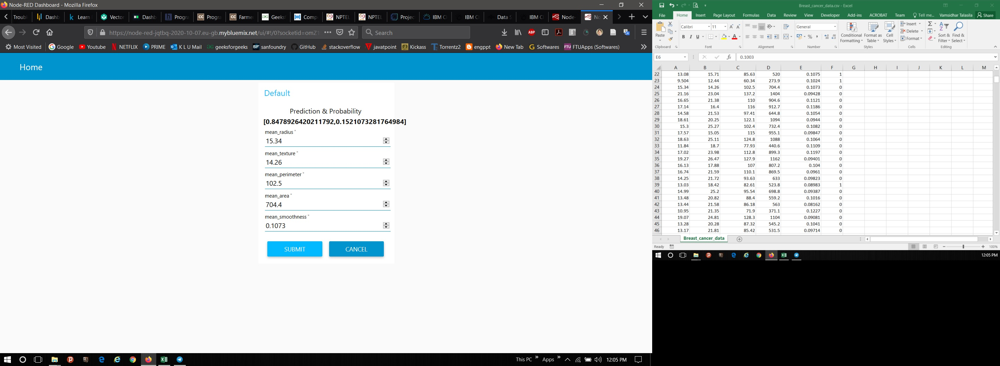 Node-RED Dashboard - Mozilla Firefox
Troubl Dashb Learn Vector Dashb Progra Progra Farme Geeks Comp NPTEL NPTEL Projec IBM Cl IBM Cl Data S IBM Cl Node- No
https://node-red-jqtbq-2020-10-07.eu-gb.mybluemix.net/ui/#!/0?socketid=omZ1 Search
Most Visited Google Youtube NETFLIX PRIME K L U Mail geeksforgeeks sanfoundry GitHub stackoverflow javatpoint Kickass Torrentz2 engppt New Tab Softwares FTUApps (Softwares)
Home
Default
Prediction & Probability
[0.8478926420211792,0.1521073281764984]
mean_radius *
15.34
mean_texture *
14.26
mean_perimeter *
102.5
mean_area *
704.4
mean_smoothness *
0.1073
SUBMIT CANCEL
This PC Apps 12:05 PM
Breast_cancer_data.csv - Excel
File Home Insert Page Layout Formulas Data Review View Developer Add-ins ACROBAT Team Tell me... Vamsidhar Talasila Share
Calibri 11 General Insert
Paste B I U Conditional Formatting Format as Table Cell Styles Delete Format Sort & Filter Find & Select
Clipboard Font Alignment Number Styles Cells Editing
E6 fx 0.1003
A B C D E F G H I J K L M
22 13.08 15.71 85.63 520 0.1075 1
23 9.504 12.44 60.34 273.9 0.1024 1
24 15.34 14.26 102.5 704.4 0.1073 0
25 21.16 23.04 137.2 1404 0.09428 0
26 16.65 21.38 110 904.6 0.1121 0
27 17.14 16.4 116 912.7 0.1186 0
28 14.58 21.53 97.41 644.8 0.1054 0
29 18.61 20.25 122.1 1094 0.0944 0
30 15.3 25.27 102.4 732.4 0.1082 0
31 17.57 15.05 115 955.1 0.09847 0
32 18.63 25.11 124.8 1088 0.1064 0
33 11.84 18.7 77.93 440.6 0.1109 0
34 17.02 23.98 112.8 899.3 0.1197 0
35 19.27 26.47 127.9 1162 0.09401 0
36 16.13 17.88 107 807.2 0.104 0
37 16.74 21.59 110.1 869.5 0.0961 0
38 14.25 21.72 93.63 633 0.09823 0
39 13.03 18.42 82.61 523.8 0.08983 1
40 14.99 25.2 95.54 698.8 0.09387 0
41 13.48 20.82 88.4 559.2 0.1016 0
42 13.44 21.58 86.18 563 0.08162 0
43 10.95 21.35 71.9 371.1 0.1227 0
44 19.07 24.81 128.3 1104 0.09081 0
45 13.28 20.28 87.32 545.2 0.1041 0
46 13.17 21.81 85.42 531.5 0.09714 0
Breast_cancer_data
Ready 100%
12:05 PM